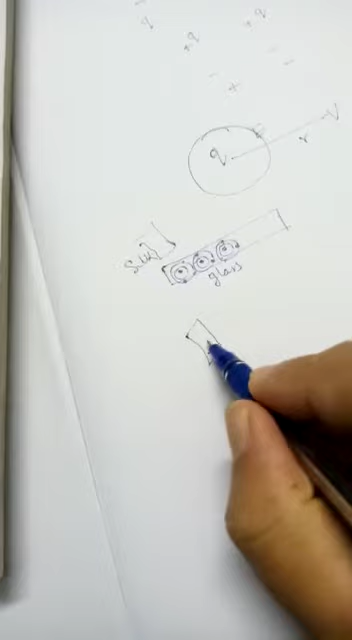 q +q
+q
- -
+
q V
r
Silk
glass